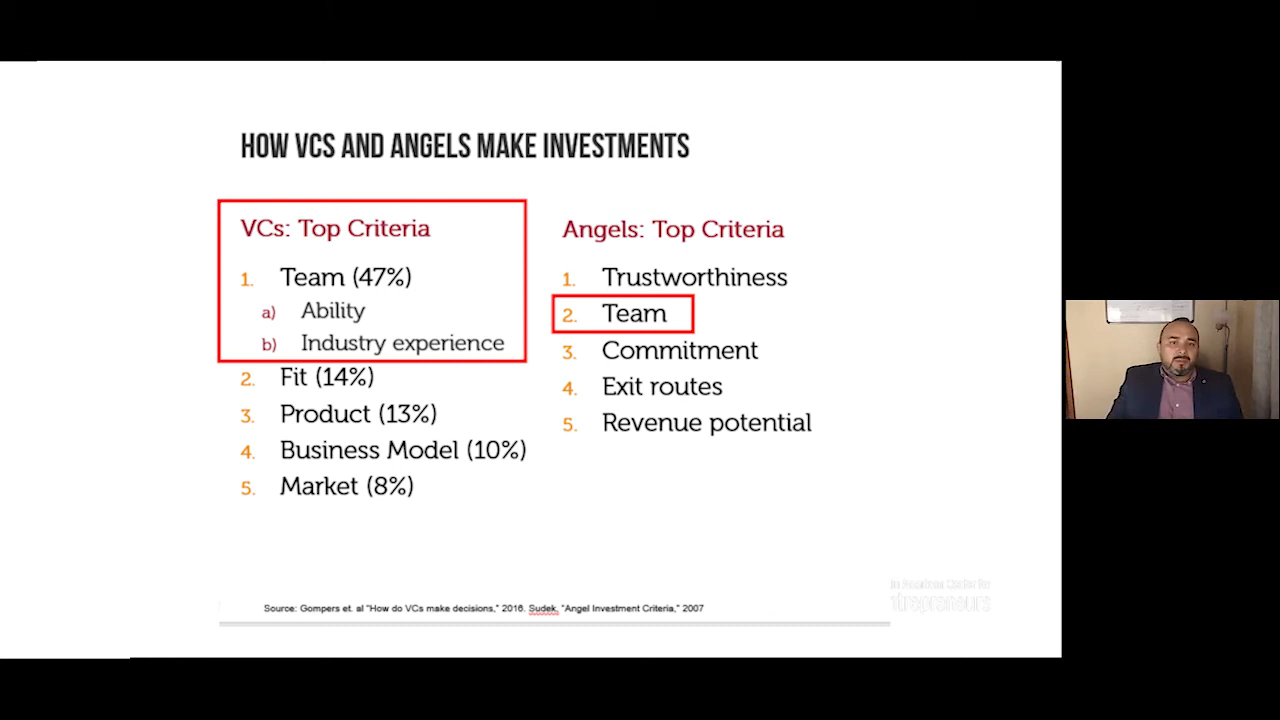 HOW VCS AND ANGELS MAKE INVESTMENTS
VCs: Top Criteria
1. Team (47%)
a) Ability
b) Industry experience
2. Fit (14%)
3. Product (13%)
4. Business Model (10%)
5. Market (8%)
Angels: Top Criteria
1. Trustworthiness
2. Team
3. Commitment
4. Exit routes
5. Revenue potential
Source: Gompers et. al "How do VCs make decisions," 2016. Sudek, "Angel Investment Criteria," 2007